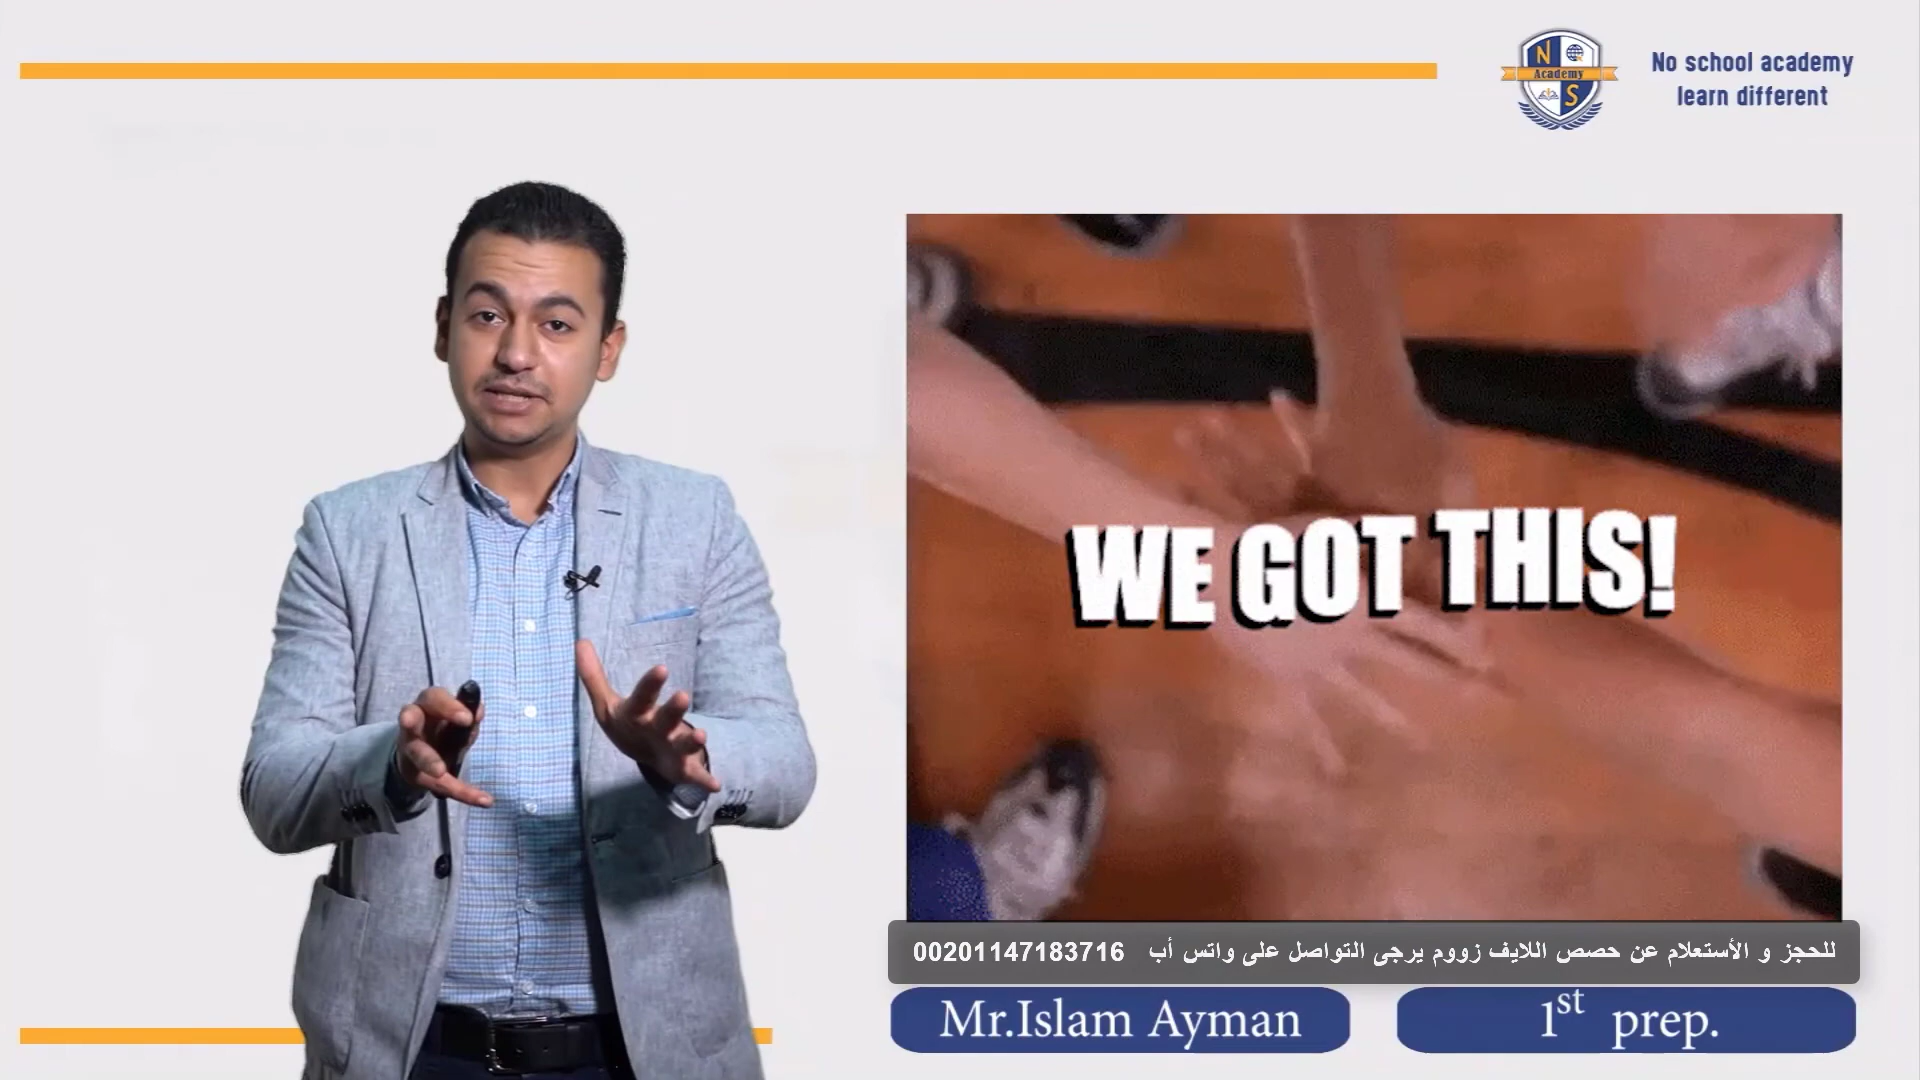 N
Academy
S
No school academy
learn different
WE GOT THIS!
للحجز و الأستعلام عن حصص اللايف زووم يرجى التواصل على واتس أب 00201147183716
Mr.Islam Ayman
1st prep.